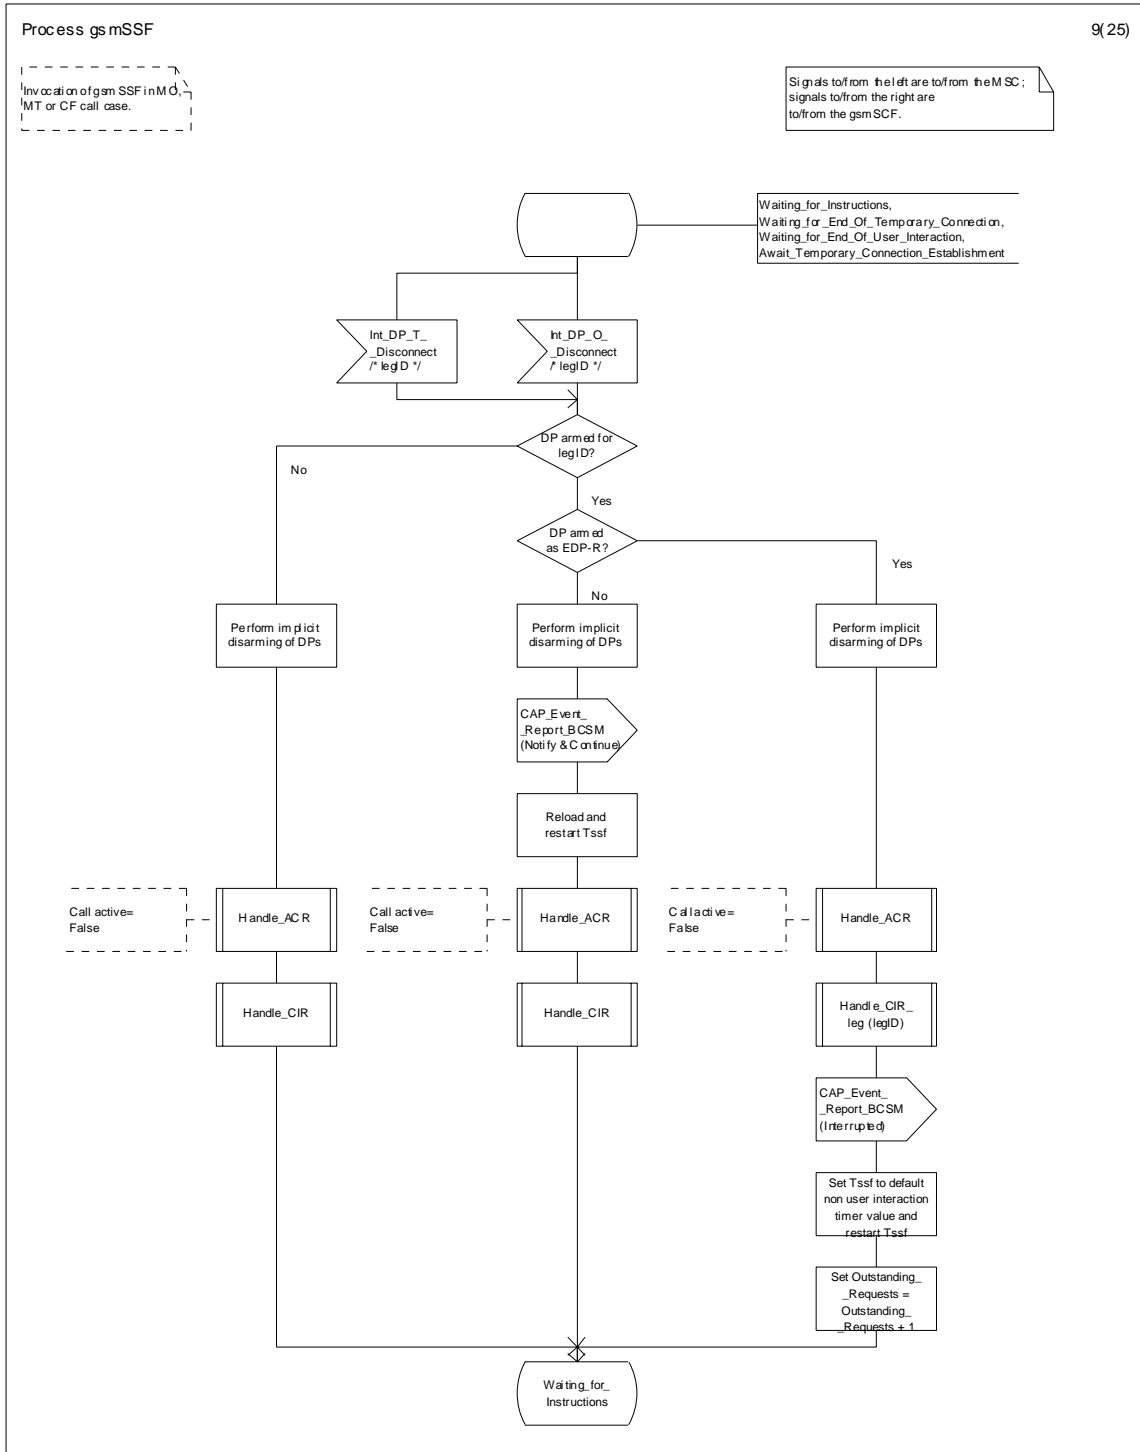 Process gsmSSF
9(25)
Invocation of gsmSSF in MO,
MT or CF call case.
Signals to/from the left are to/from the MSC;
signals to/from the right are
to/from the gsmSCF.
Waiting_for_Instructions,
Waiting_for_End_Of_Temporary_Connection,
Waiting_for_End_Of_User_Interaction,
Await_Temporary_Connection_Establishment
Int_DP_T_
_Disconnect
/* legID */
Int_DP_O_
_Disconnect
/* legID */
DP armed for
legID?
No
Yes
DP armed
as EDP-R?
Yes
No
Perform implicit
disarming of DPs
Perform implicit
disarming of DPs
Perform implicit
disarming of DPs
CAP_Event_
_Report_BCSM
(Notify & Continue)
Reload and
restart Tssf
Call active=
False
Handle_ACR
Call active=
False
Handle_ACR
Call active=
False
Handle_ACR
Handle_CIR
Handle_CIR
Handle_CIR_
leg (legID)
CAP_Event_
_Report_BCSM
(Interrupted)
Set Tssf to default
non user interaction
timer value and
restart Tssf
Set Outstanding_
_Requests =
Outstanding_
_Requests + 1
Waiting_for_
Instructions